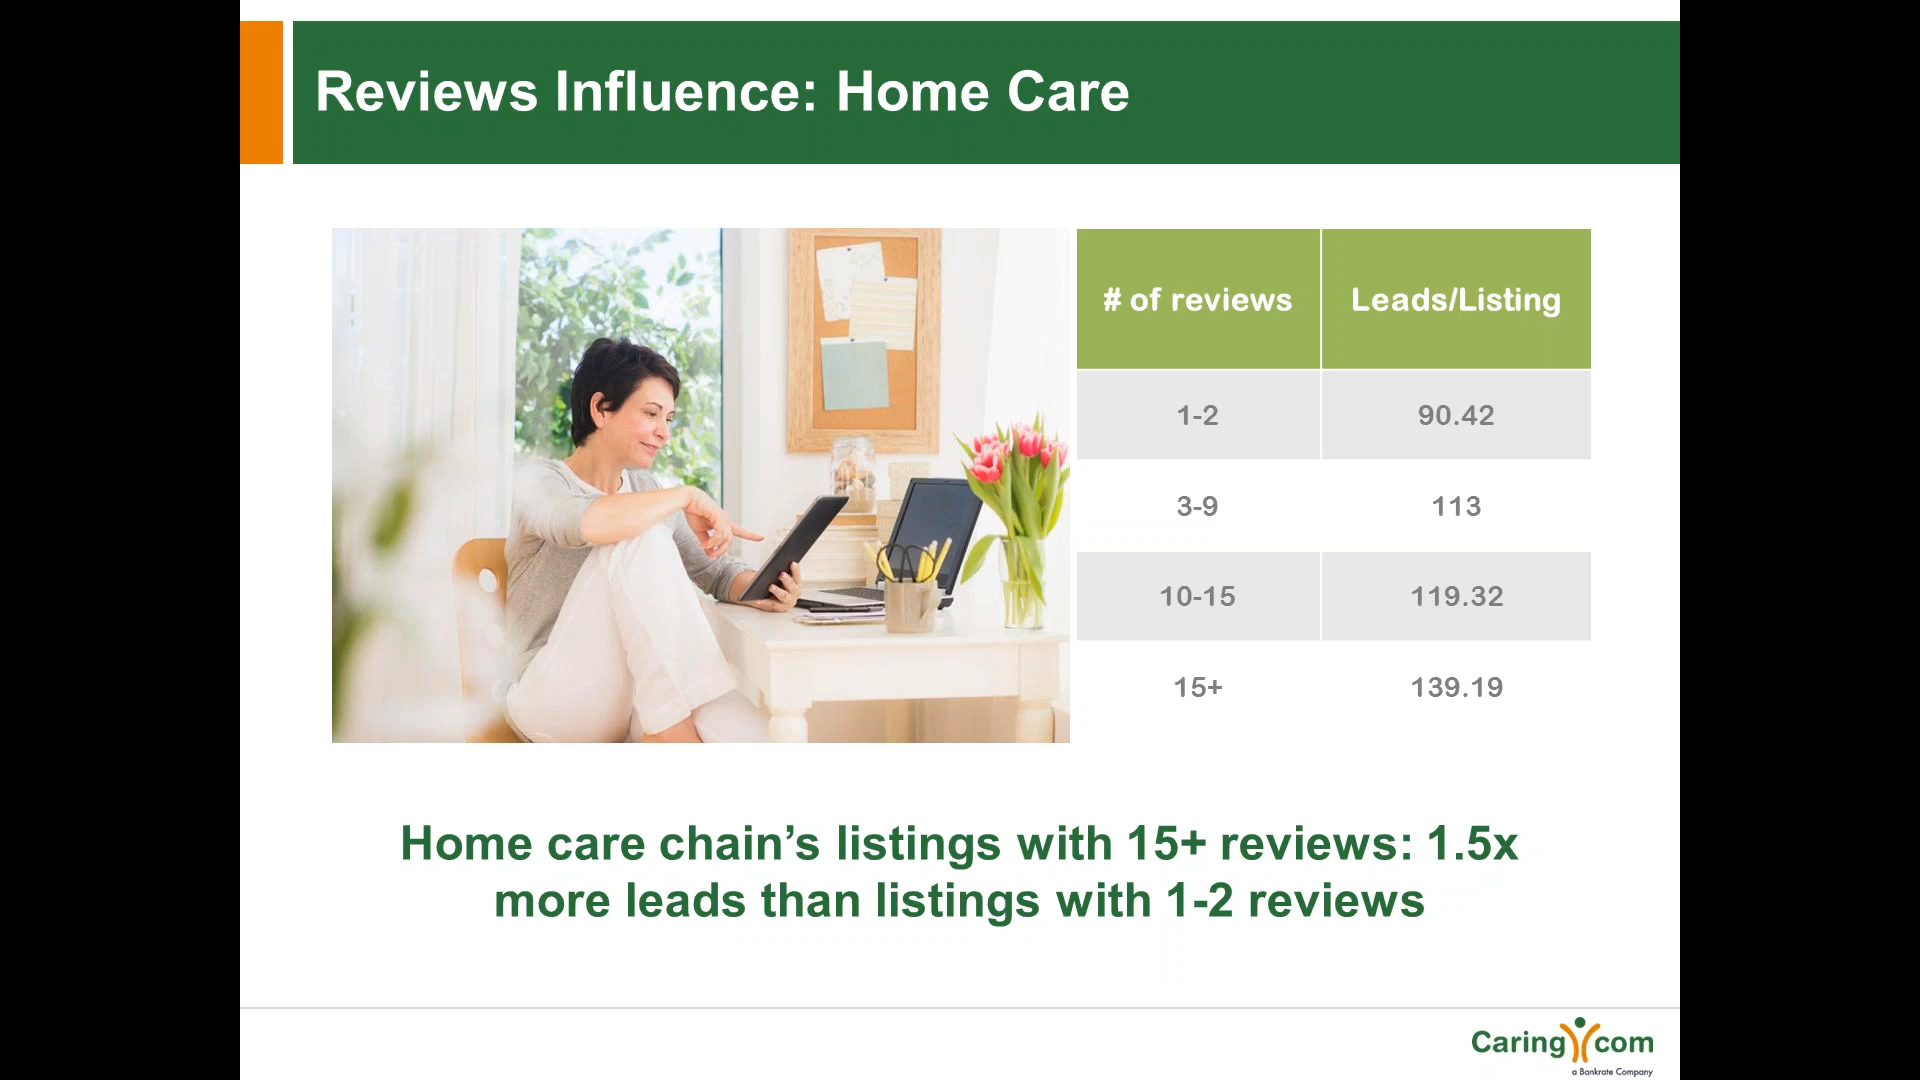 Reviews Influence: Home Care
# of reviews Leads/Listing
1-2 90.42
3-9 113
10-15 119.32
15+ 139.19
Home care chain’s listings with 15+ reviews: 1.5x
more leads than listings with 1-2 reviews
Caring com
a Bankrate Company